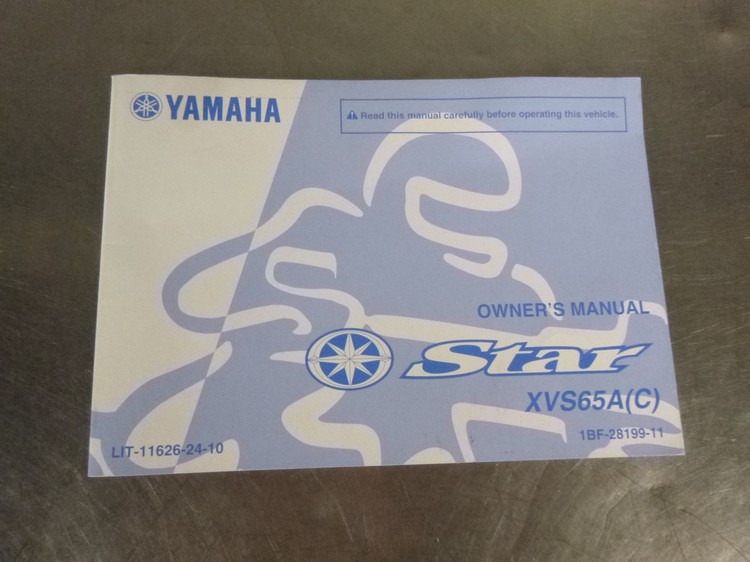 YAMAHA
⚠ Read this manual carefully before operating this vehicle.
OWNER'S MANUAL
Star
XVS65A(C)
1BF-28199-11
LIT-11626-24-10